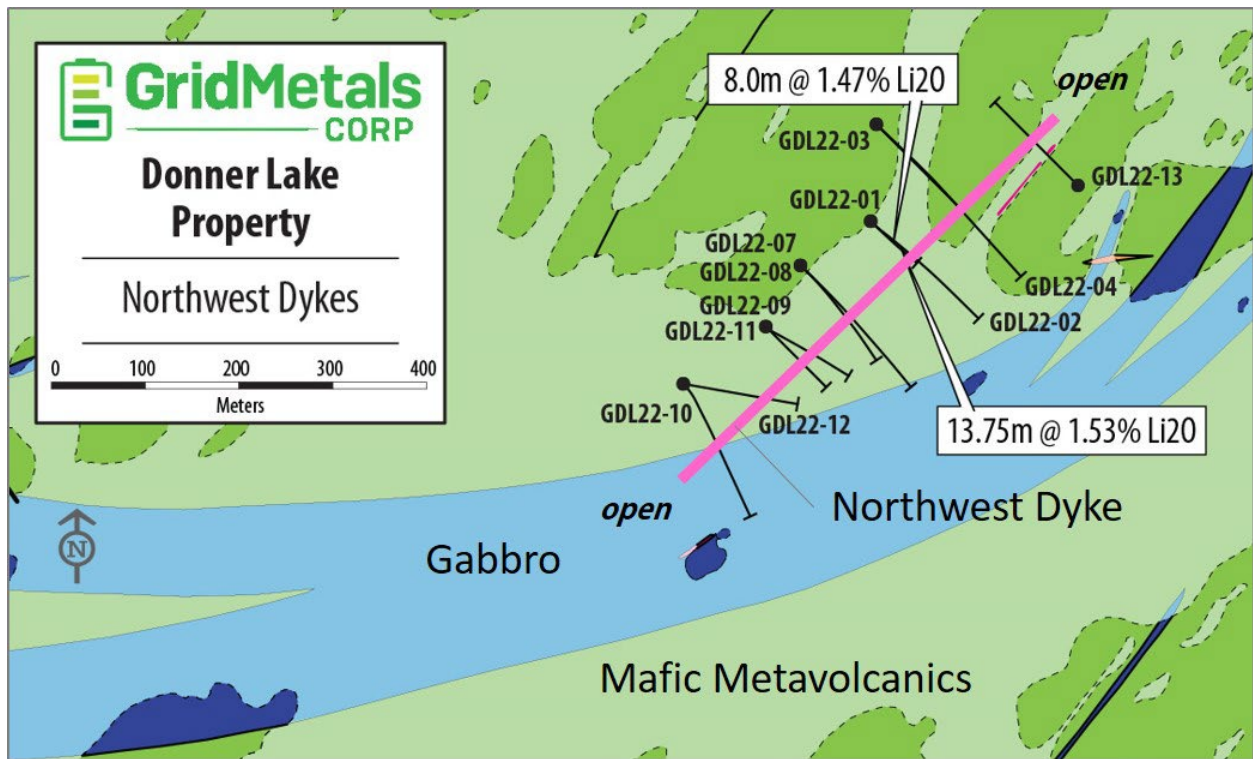 GridMetals
CORP
Donner Lake
Property
Northwest Dykes
0 100 200 300 400
Meters
8.0m @ 1.47% Li20
open
GDL22-03
GDL22-13
GDL22-01
GDL22-07
GDL22-08
GDL22-04
GDL22-09
GDL22-02
GDL22-11
GDL22-10
GDL22-12
13.75m @ 1.53% Li20
open
Northwest Dyke
N
Gabbro
Mafic Metavolcanics